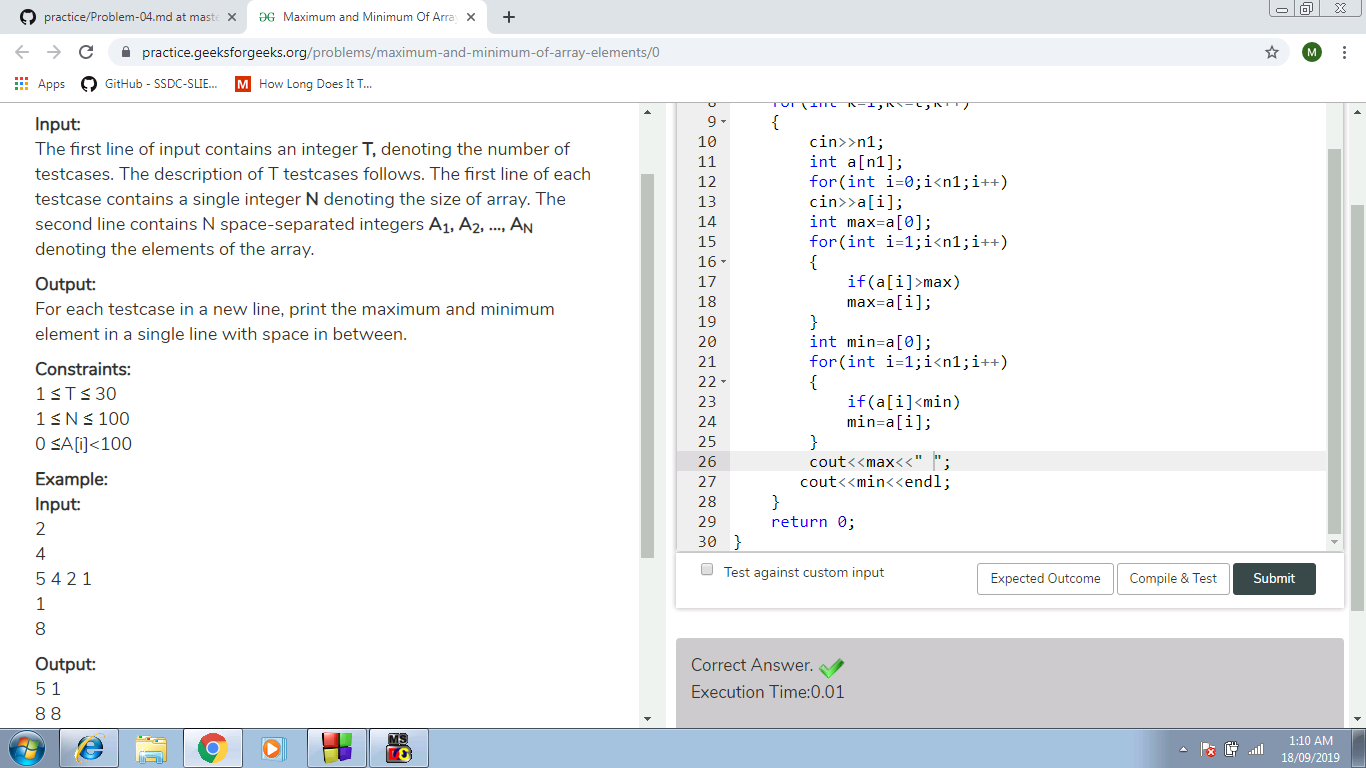 practice/Problem-04.md at maste
Maximum and Minimum Of Array
practice.geeksforgeeks.org/problems/maximum-and-minimum-of-array-elements/0
M
Apps
GitHub - SSDC-SLIE...
M
How Long Does It T...
Input:
The first line of input contains an integer T, denoting the number of
testcases. The description of T testcases follows. The first line of each
testcase contains a single integer N denoting the size of array. The
second line contains N space-separated integers A1, A2, ..., AN
denoting the elements of the array.
Output:
For each testcase in a new line, print the maximum and minimum
element in a single line with space in between.
Constraints:
1 ≤ T ≤ 30
1 ≤ N ≤ 100
0 ≤A[i]<100
Example:
Input:
2
4
5 4 2 1
1
8
Output:
5 1
8 8
8 for(int k=1;k<=t;k++)
9 {
10 cin>>n1;
11 int a[n1];
12 for(int i=0;i<n1;i++)
13 cin>>a[i];
14 int max=a[0];
15 for(int i=1;i<n1;i++)
16 {
17 if(a[i]>max)
18 max=a[i];
19 }
20 int min=a[0];
21 for(int i=1;i<n1;i++)
22 {
23 if(a[i]<min)
24 min=a[i];
25 }
26 cout<<max<<" ";
27 cout<<min<<endl;
28 }
29 return 0;
30 }
Test against custom input
Expected Outcome
Compile & Test
Submit
Correct Answer.
Execution Time:0.01
MS
1:10 AM
18/09/2019